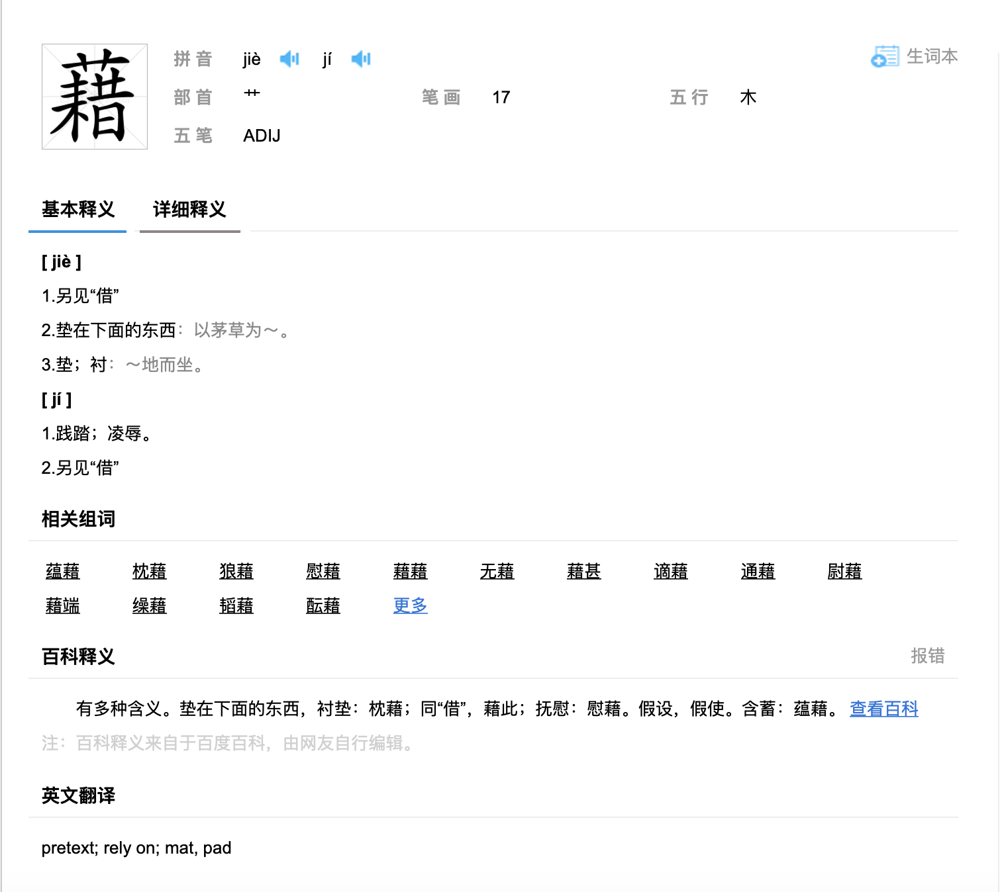 藉
拼音 jiè jí
生词本
部首 艹 笔画 17 五行 木
五笔 ADIJ
基本释义 详细释义
[ jiè ]
1.另见“借”
2.垫在下面的东西：以茅草为～。
3.垫；衬：～地而坐。
[ jí ]
1.践踏；凌辱。
2.另见“借”
相关组词
蕴藉 枕藉 狼藉 慰藉 藉藉 无藉 藉甚 谪藉 通藉 尉藉
藉端 缲藉 韬藉 酝藉 更多
百科释义 报错
有多种含义。垫在下面的东西，衬垫：枕藉；同“借”，藉此；抚慰：慰藉。假设，假使。含蓄：蕴藉。 查看百科
注：百科释义来自于百度百科，由网友自行编辑。
英文翻译
pretext; rely on; mat, pad